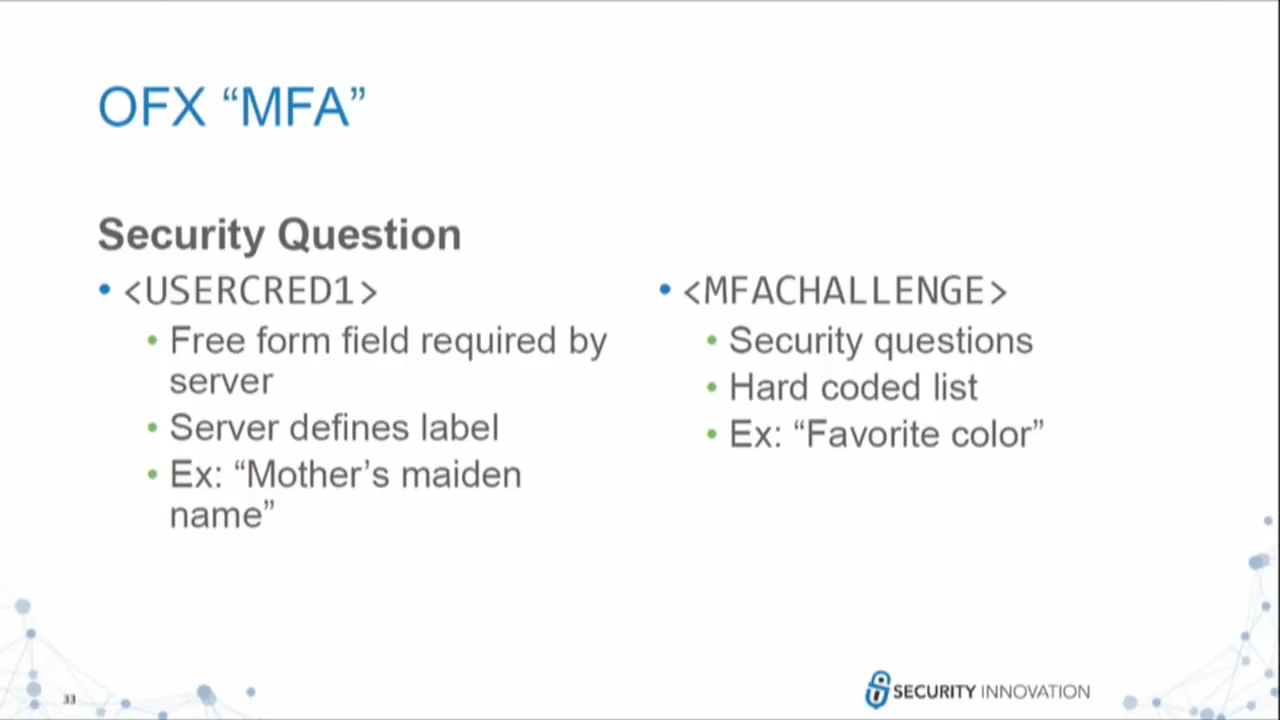 OFX “MFA”
Security Question
• <USERCRED1>
• Free form field required by
server
• Server defines label
• Ex: “Mother’s maiden
name”
• <MFACHALLENGE>
• Security questions
• Hard coded list
• Ex: “Favorite color”
33
SECURITY INNOVATION